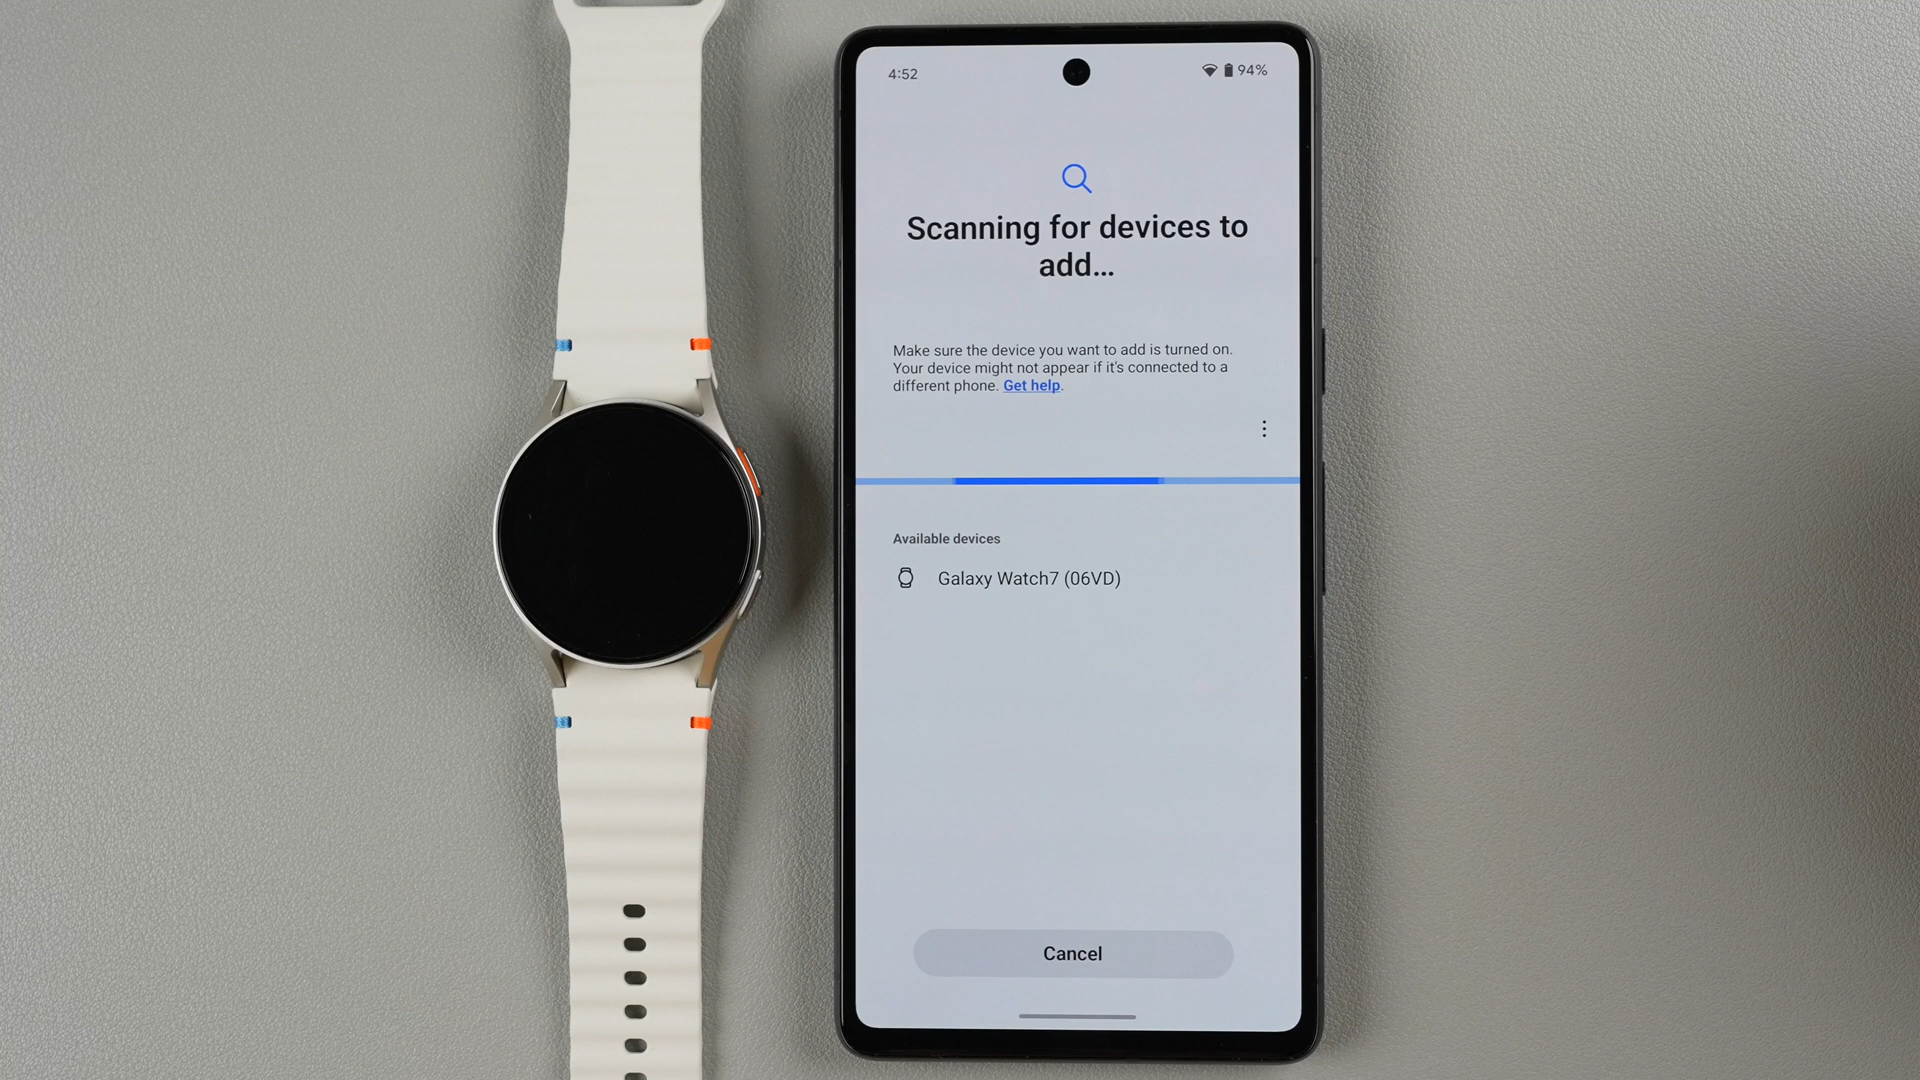 4:52
94%
Scanning for devices to
add...
Make sure the device you want to add is turned on.
Your device might not appear if it's connected to a
different phone. Get help.
Available devices
Galaxy Watch7 (06VD)
Cancel